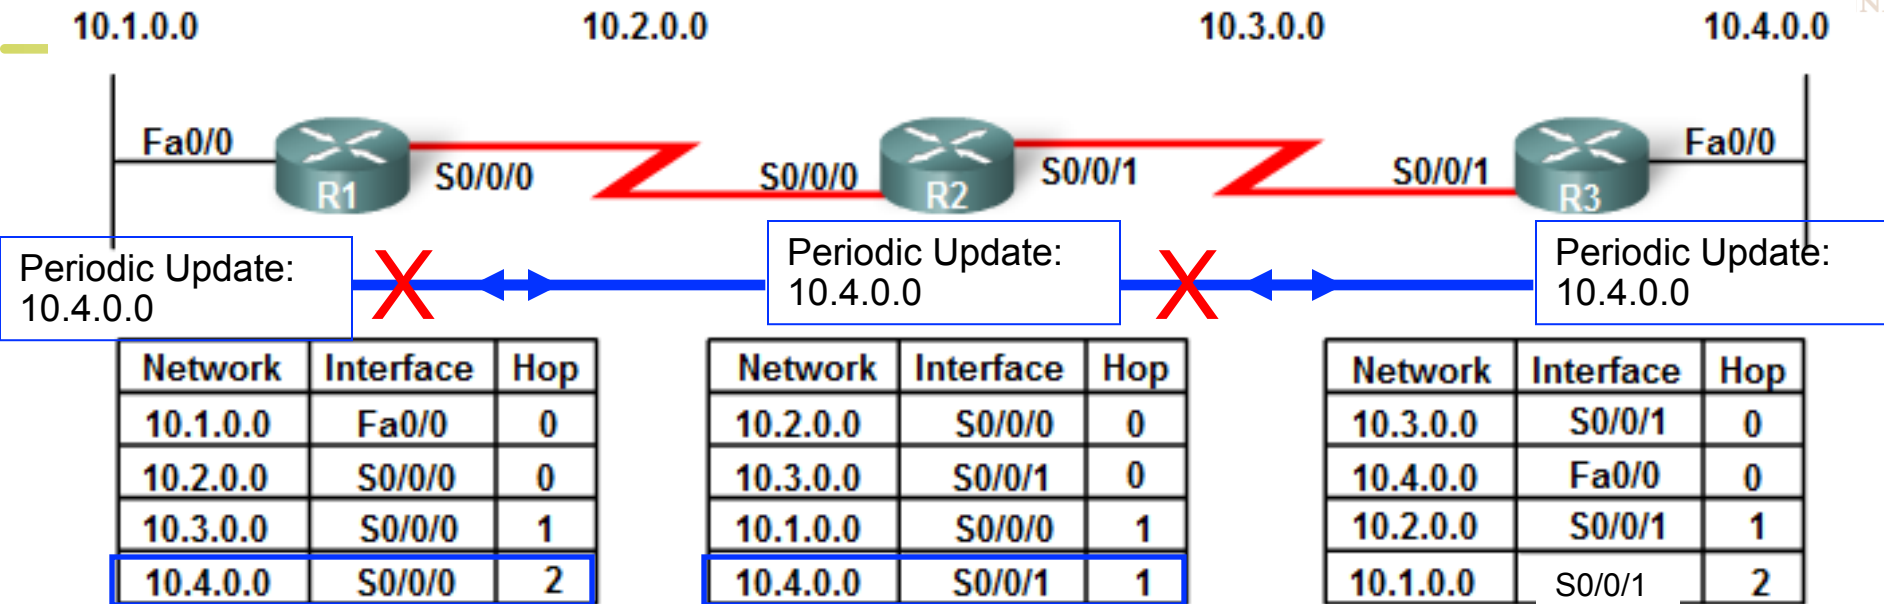 10.1.0.0 10.2.0.0 10.3.0.0 10.4.0.0
Fa0/0 R1 S0/0/0 S0/0/0 R2 S0/0/1 S0/0/1 R3 Fa0/0
Periodic Update:
10.4.0.0
Periodic Update:
10.4.0.0
Periodic Update:
10.4.0.0
X X
Network Interface Hop
10.1.0.0 Fa0/0 0
10.2.0.0 S0/0/0 0
10.3.0.0 S0/0/0 1
10.4.0.0 S0/0/0 2
Network Interface Hop
10.2.0.0 S0/0/0 0
10.3.0.0 S0/0/1 0
10.1.0.0 S0/0/0 1
10.4.0.0 S0/0/1 1
Network Interface Hop
10.3.0.0 S0/0/1 0
10.4.0.0 Fa0/0 0
10.2.0.0 S0/0/1 1
10.1.0.0 S0/0/1 2